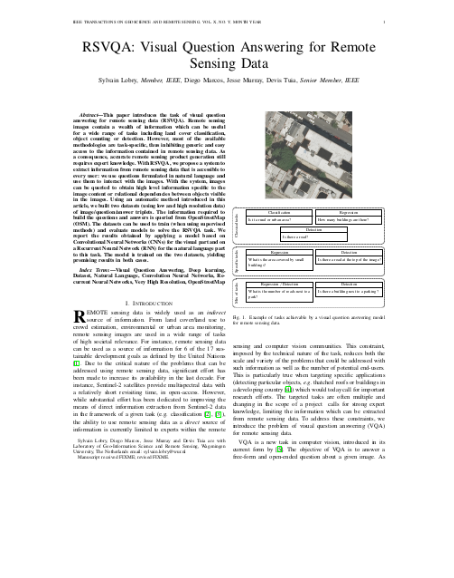 IEEE TRANSACTIONS ON GEOSCIENCE AND REMOTE SENSING, VOL. X, NO. Y, MONTH YEAR 1
RSVQA: Visual Question Answering for Remote
Sensing Data
Sylvain Lobry, Member, IEEE, Diego Marcos, Jesse Murray, Devis Tuia, Senior Member, IEEE
Abstract—This paper introduces the task of visual question
answering for remote sensing data (RSVQA). Remote sensing
images contain a wealth of information which can be useful
for a wide range of tasks including land cover classification,
object counting or detection. However, most of the available
methodologies are task-specific, thus inhibiting generic and easy
access to the information contained in remote sensing data. As
a consequence, accurate remote sensing product generation still
requires expert knowledge. With RSVQA, we propose a system to
extract information from remote sensing data that is accessible to
every user: we use questions formulated in natural language and
use them to interact with the images. With the system, images
can be queried to obtain high level information specific to the
image content or relational dependencies between objects visible
in the images. Using an automatic method introduced in this
article, we built two datasets (using low and high resolution data)
of image/question/answer triplets. The information required to
build the questions and answers is queried from OpenStreetMap
(OSM). The datasets can be used to train (when using supervised
methods) and evaluate models to solve the RSVQA task. We
report the results obtained by applying a model based on
Convolutional Neural Networks (CNNs) for the visual part and on
a Recurrent Neural Network (RNN) for the natural language part
to this task. The model is trained on the two datasets, yielding
promising results in both cases.
Index Terms—Visual Question Answering, Deep learning,
Dataset, Natural Language, Convolution Neural Networks, Re-
current Neural Networks, Very High Resolution, OpenStreetMap
I. INTRODUCTION
REMOTE sensing data is widely used as an indirect
source of information. From land cover/land use to
crowd estimation, environmental or urban area monitoring,
remote sensing images are used in a wide range of tasks
of high societal relevance. For instance, remote sensing data
can be used as a source of information for 6 of the 17 sus-
tainable development goals as defined by the United Nations
[1]. Due to the critical nature of the problems that can be
addressed using remote sensing data, significant effort has
been made to increase its availability in the last decade. For
instance, Sentinel-2 satellites provide multispectral data with
a relatively short revisiting time, in open-access. However,
while substantial effort has been dedicated to improving the
means of direct information extraction from Sentinel-2 data
in the framework of a given task (e.g. classification [2], [3]),
the ability to use remote sensing data as a direct source of
information is currently limited to experts within the remote
Sylvain Lobry, Diego Marcos, Jesse Murray, Devis Tuia are with
Laboratory of Geo-Information Science and Remote Sensing, Wageningen
University, The Netherlands
Manuscript received
Classification
Regression
Is it a rural or urban area?
How many buildings are there?
Detection
Is there a road?
Regression
Detection
What is the area covered by small
buildings?
Is there a road at the top of the image?
Regression / Detection
Detection
What is the number of roads next to a
park?
Is there a building next to a parking?
Fig. 1. Example of tasks achievable by a visual question answering model
for remote sensing data.
sensing and computer vision communities. This constraint,
imposed by the technical nature of the task, reduces both the
scale and variety of the problems that could be addressed with
such information as well as the number of potential end-users.
This is particularly true when targeting specific applications
(detecting particular objects, e.g. thatched roofs or buildings in
a developing country [4]) which would today call for important
research efforts. The targeted tasks are often multiple and
changing in the scope of a project: calls for strong expert
knowledge, limiting the information which can be extracted
from remote sensing data. To address these constraints, we
introduce the problem of visual question answering (VQA)
for remote sensing data.
VQA is a new task in computer vision, introduced in its
current form by [5]. The objective of VQA is to answer a
free-form and open-ended question about a given image. As